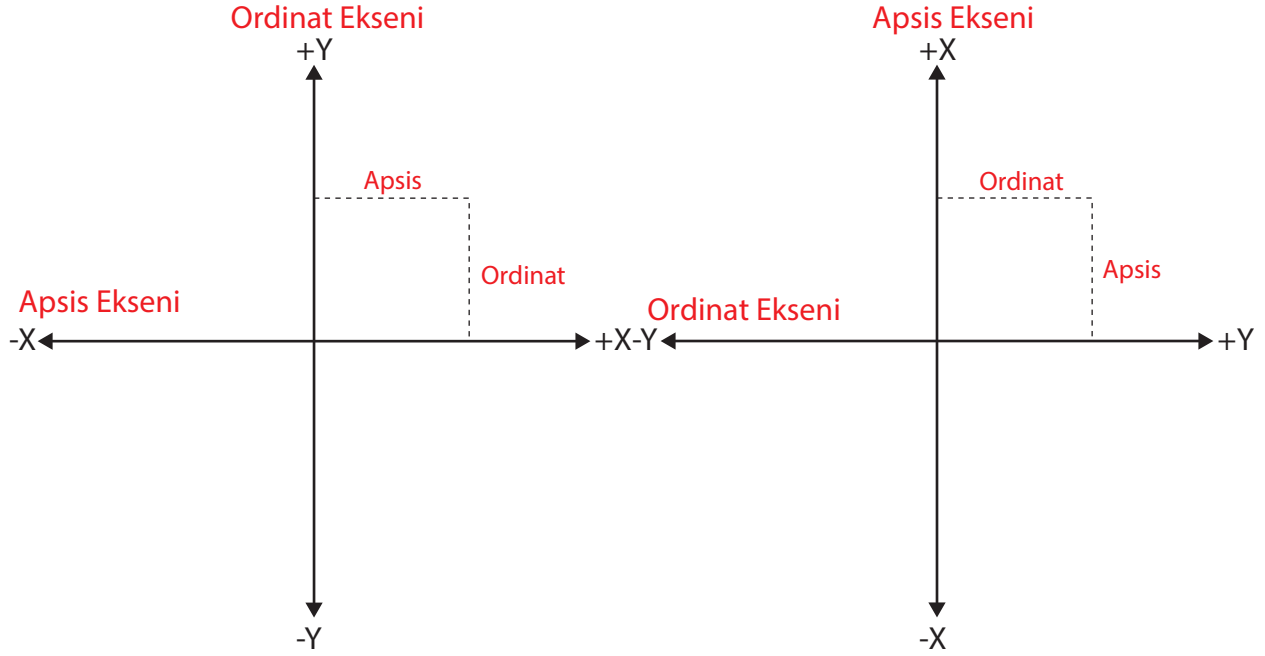 Ordinat Ekseni
+Y
Apsis
Ordinat
Apsis Ekseni
-X
+X
-Y
Apsis Ekseni
+X
Ordinat
Apsis
Ordinat Ekseni
-Y
+Y
-X